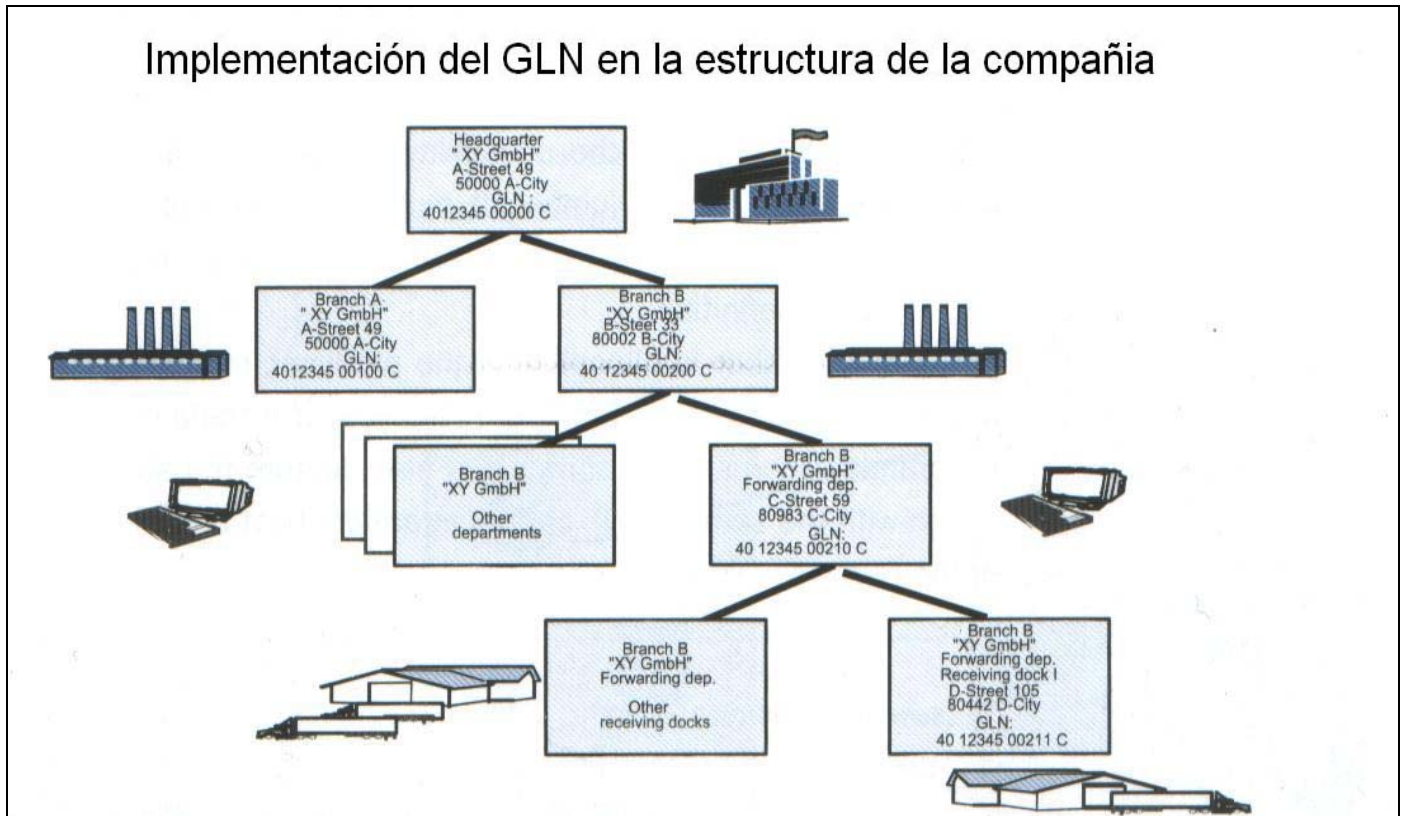 Implementación del GLN en la estructura de la compañia
Headquarter
" XY GmbH"
A-Street 49
50000 A-City
GLN :
4012345 00000 C
Branch A
" XY GmbH"
A-Street 49
50000 A-City
GLN:
4012345 00100 C
Branch B
"XY GmbH"
B-Steet 33
80002 B-City
GLN:
40 12345 00200 C
Branch B
"XY GmbH"
Other
departments
Branch B
"XY GmbH"
Forwarding dep.
C-Street 59
80983 C-City
GLN:
40 12345 00210 C
Branch B
"XY GmbH"
Forwarding dep.
Other
receiving docks
Branch B
"XY GmbH"
Forwarding dep.
Receiving dock I
D-Street 105
80442 D-City
GLN:
40 12345 00211 C